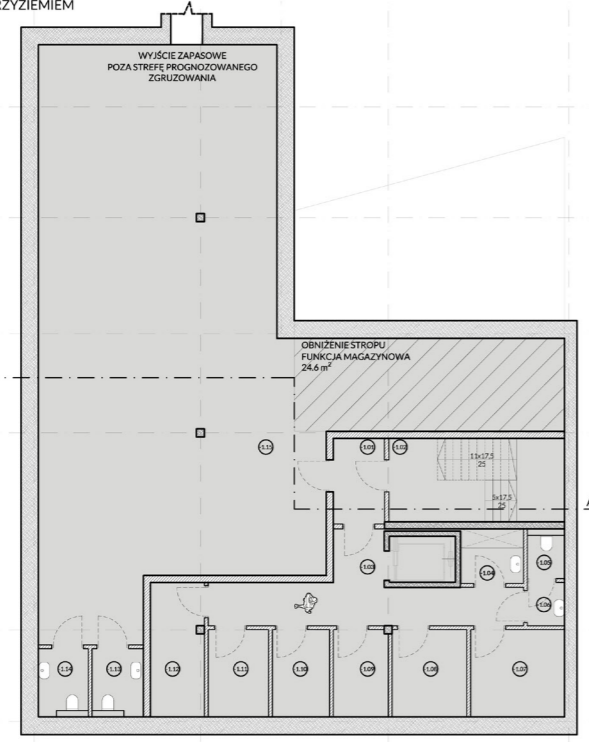 RZYZIEMIEM
WYJŚCIE ZAPASOWE
POZA STREFĘ PROGNOZOWANEGO
ZGRUZOWANIA
OBNIŻENIE STROPU
FUNKCJA MAGAZYNOWA
24.6 m²
-1.15
-1.01
-1.02
11x17,5
25
5x17,5
25
A
-1.03
-1.04
-1.05
-1.06
-1.14
-1.13
-1.12
-1.11
-1.10
-1.09
-1.08
-1.07